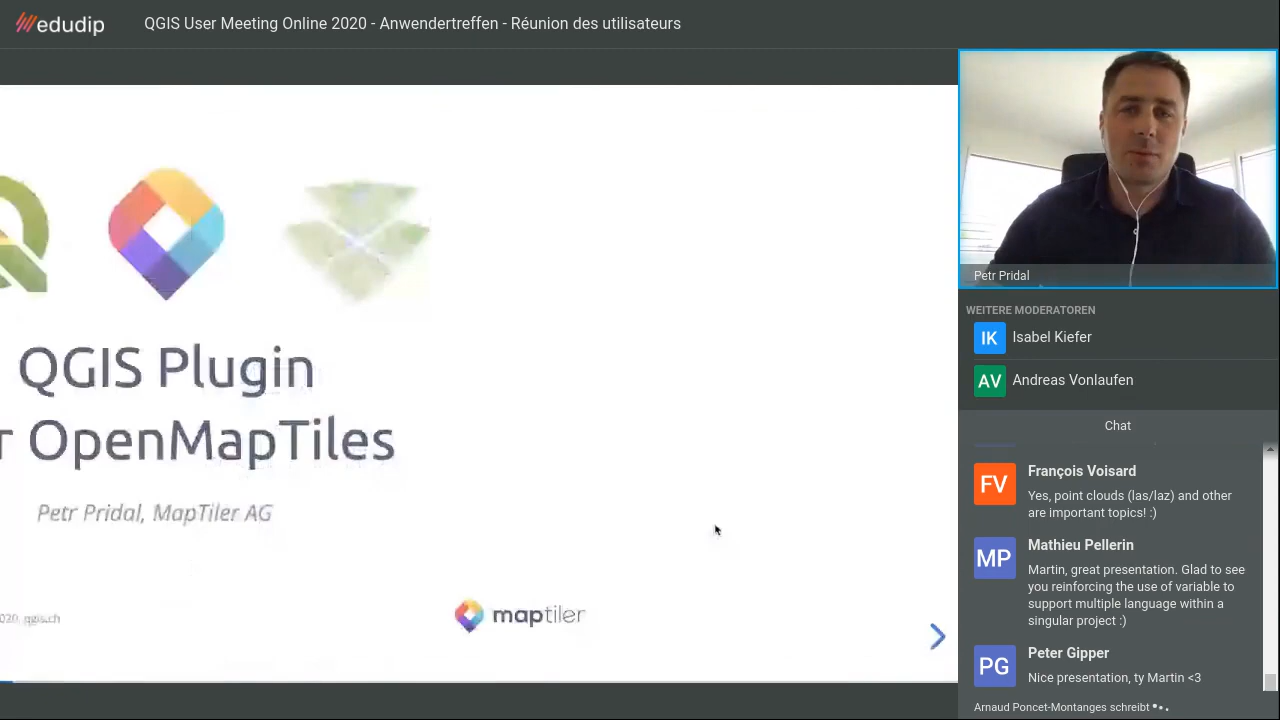 edudip
QGIS User Meeting Online 2020 - Anwendertreffen - Réunion des utilisateurs
QGIS Plugin
r OpenMapTiles
Petr Pridal, MapTiler AG
qgis.ch
maptiler
Petr Pridal
WEITERE MODERATOREN
IK Isabel Kiefer
AV Andreas Vonlaufen
Chat
FV François Voisard
Yes, point clouds (las/laz) and other
are important topics! :)
MP Mathieu Pellerin
Martin, great presentation. Glad to see
you reinforcing the use of variable to
support multiple language within a
singular project :)
PG Peter Gipper
Nice presentation, ty Martin <3
Arnaud Poncet-Montanges schreibt